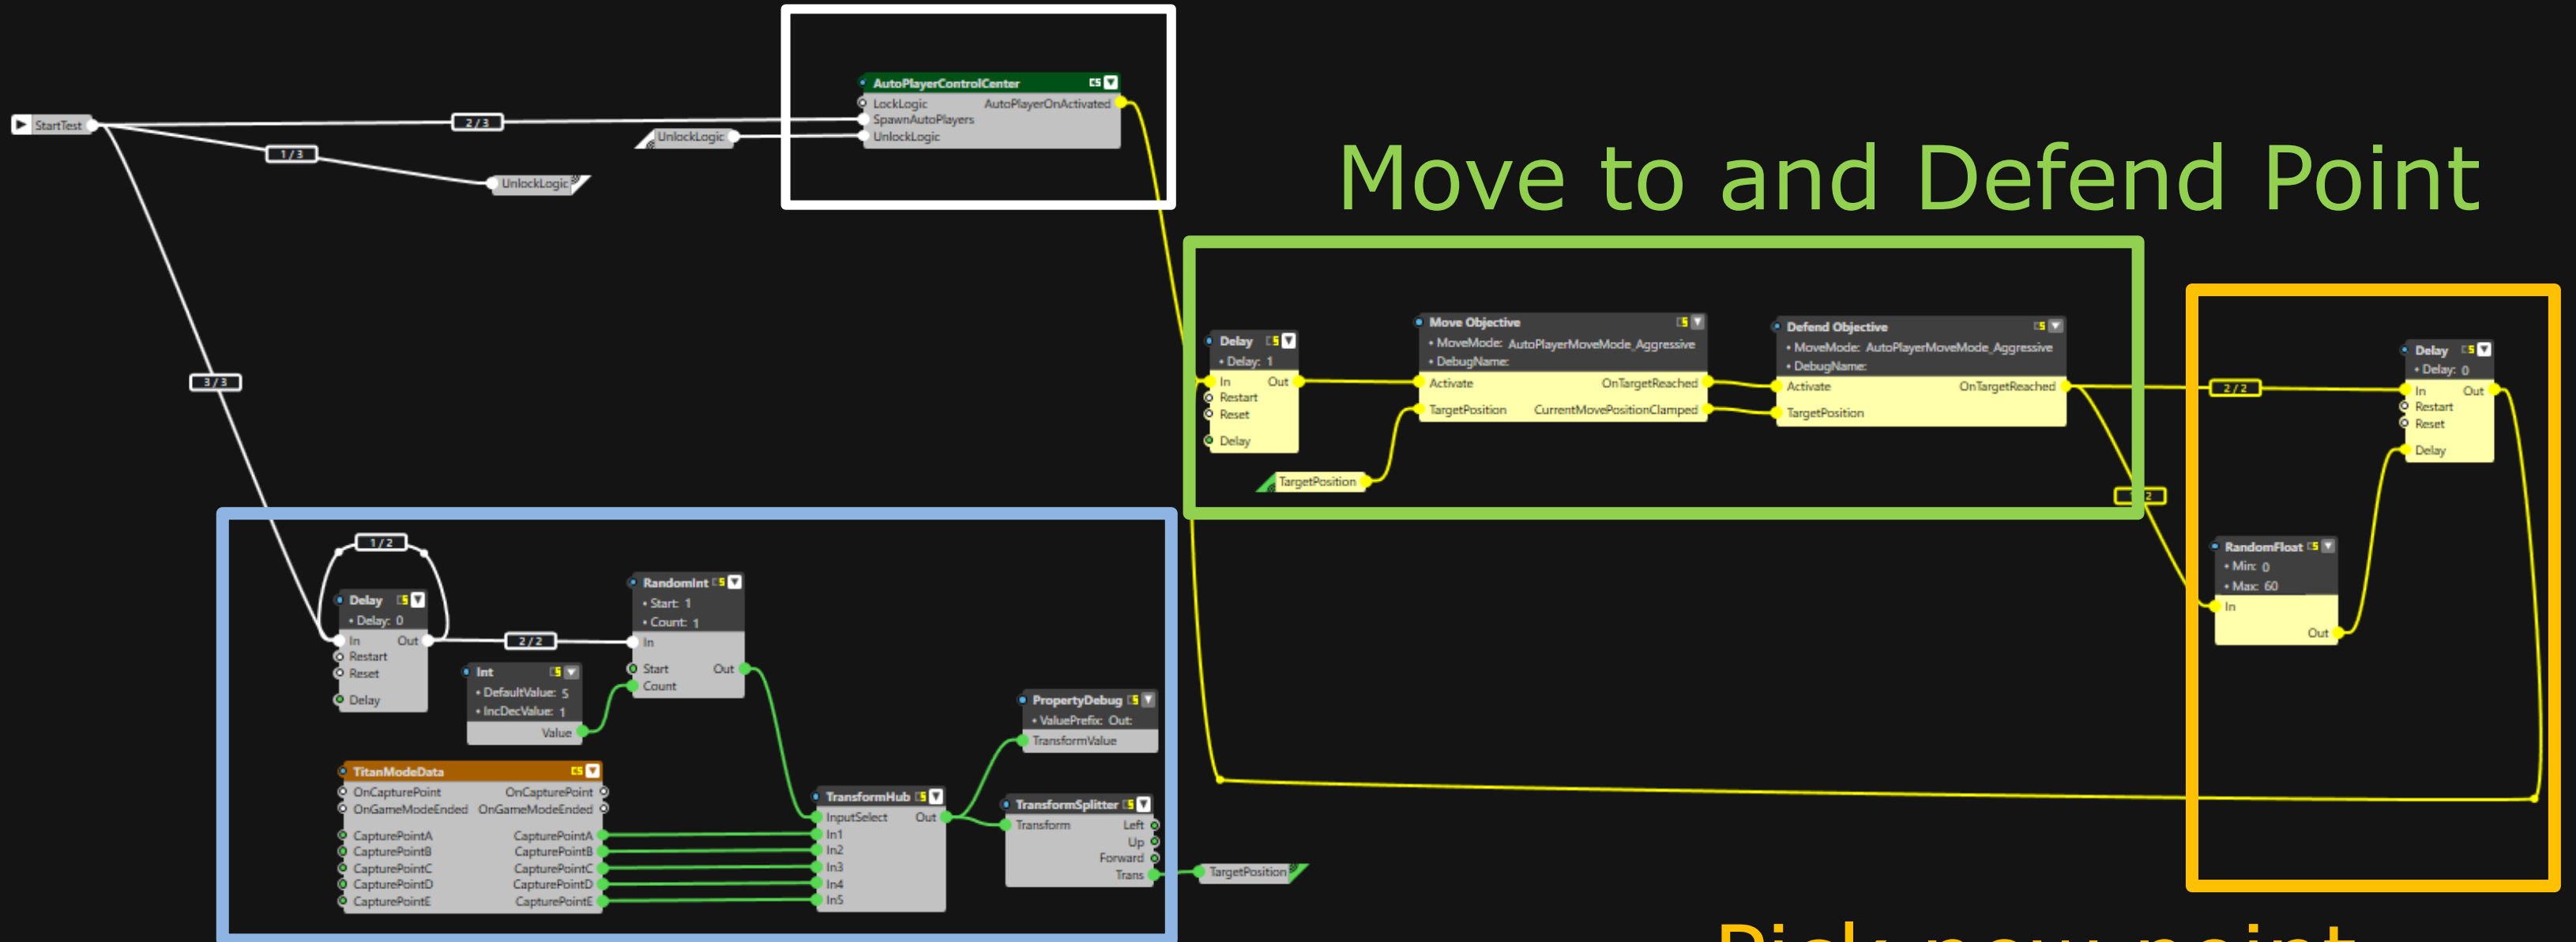 AutoPlayerControlCenter
LockLogic AutoPlayerOnActivated
SpawnAutoPlayers
UnlockLogic
StartTest
2/3
1/3
UnlockLogic
UnlockLogic
3/3
Move to and Defend Point
Delay
• Delay: 1
In Out
Restart
Reset
Delay
TargetPosition
Move Objective
• MoveMode: AutoPlayerMoveMode_Aggressive
• DebugName:
Activate OnTargetReached
TargetPosition CurrentMovePositionClamped
Defend Objective
• MoveMode: AutoPlayerMoveMode_Aggressive
• DebugName:
Activate OnTargetReached
TargetPosition
2/2
2
Delay
• Delay: 0
In Out
Restart
Reset
Delay
RandomFloat
• Min: 0
• Max: 60
In
Out
1/2
Delay
• Delay: 0
In Out
Restart
Reset
Delay
2/2
RandomInt
• Start: 1
• Count: 1
In
Start Out
Count
Int
• DefaultValue: 5
• IncDecValue: 1
Value
TitanModeData
OnCapturePoint OnCapturePoint
OnGameModeEnded OnGameModeEnded
CapturePointA CapturePointA
CapturePointB CapturePointB
CapturePointC CapturePointC
CapturePointD CapturePointD
CapturePointE CapturePointE
TransformHub
InputSelect Out
In1
In2
In3
In4
In5
PropertyDebug
• ValuePrefix: Out:
TransformValue
TransformSplitter
Transform Left
Up
Forward
Trans
TargetPosition
Pick new point